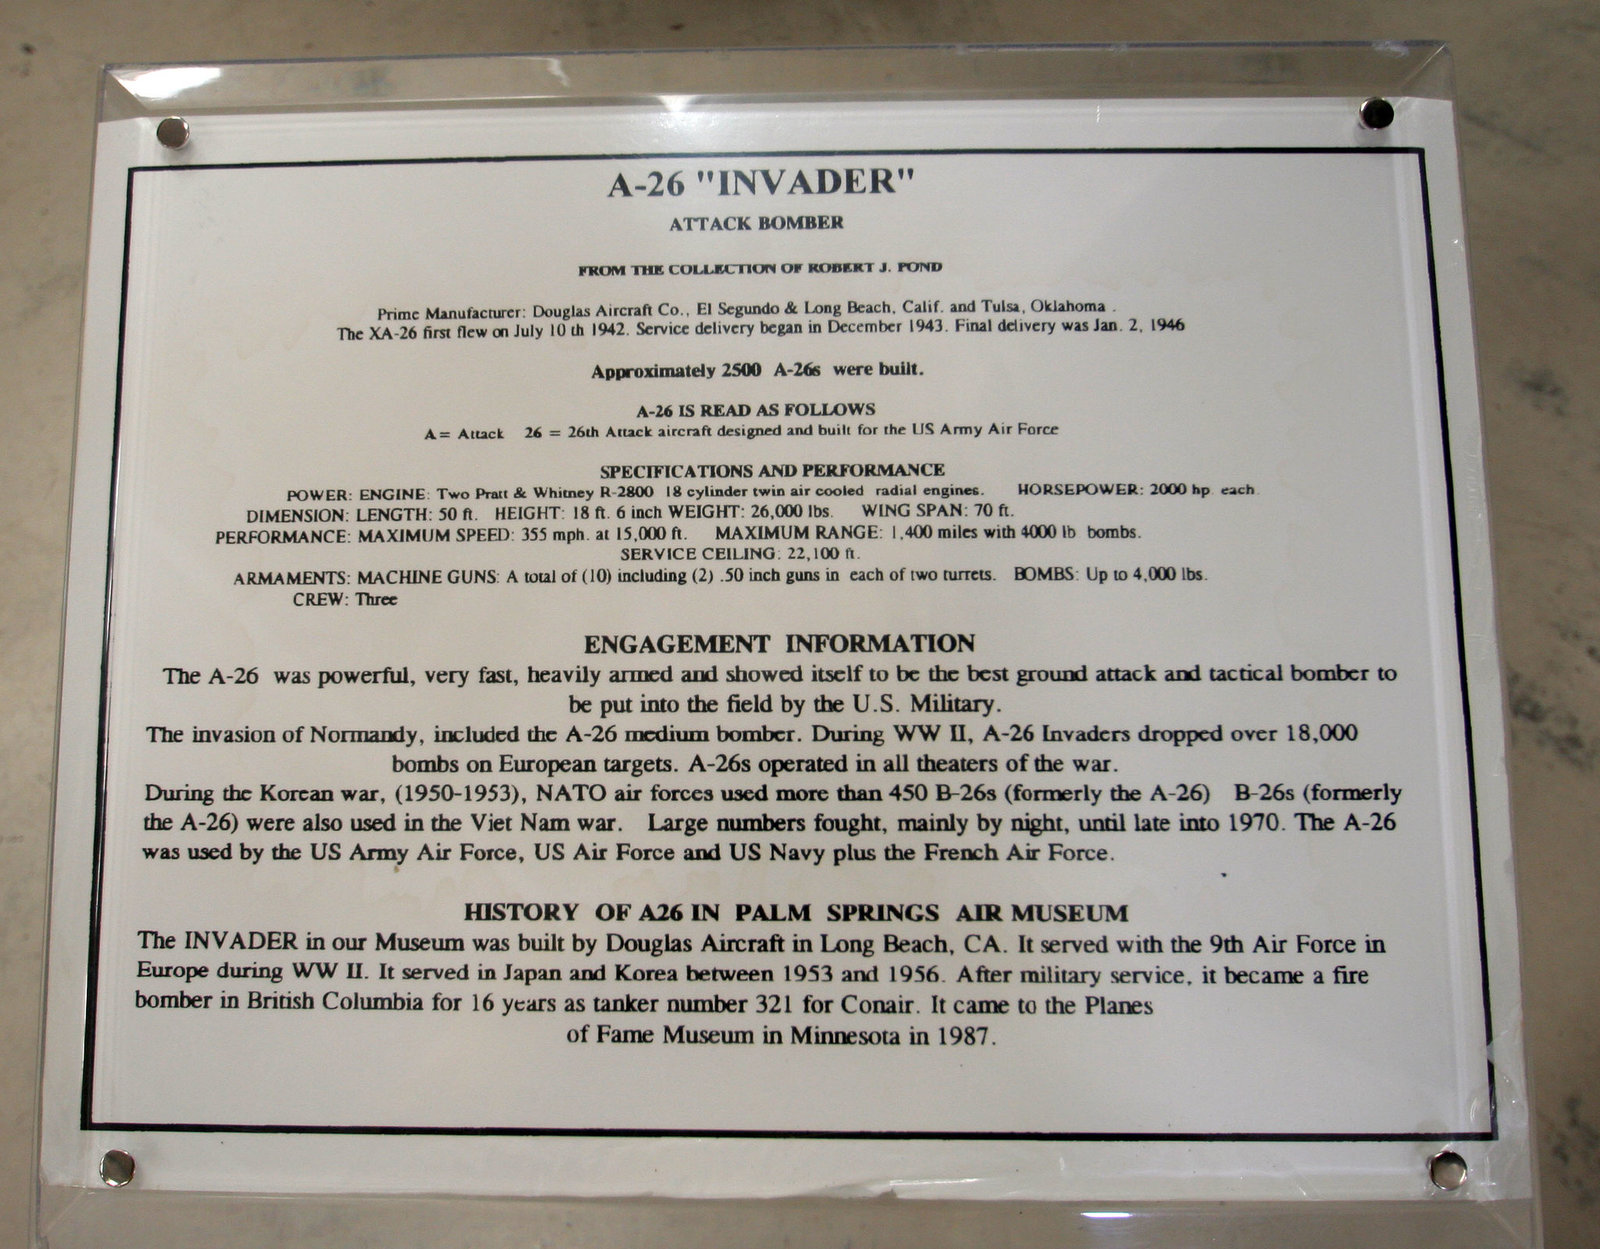 A-26 "INVADER"
ATTACK BOMBER
FROM THE COLLECTION OF ROBERT J. POND
Prime Manufacturer: Douglas Aircraft Co., El Segundo & Long Beach, Calif. and Tulsa, Oklahoma .
The XA-26 first flew on July 10 th 1942. Service delivery began in December 1943. Final delivery was Jan. 2, 1946
Approximately 2500 A-26s were built.
A-26 IS READ AS FOLLOWS
A= Attack 26 = 26th Attack aircraft designed and built for the US Army Air Force
SPECIFICATIONS AND PERFORMANCE
POWER: ENGINE: Two Pratt & Whitney R-2800 18 cylinder twin air cooled radial engines. HORSEPOWER: 2000 hp each.
DIMENSION: LENGTH: 50 ft. HEIGHT: 18 ft. 6 inch WEIGHT: 26,000 lbs. WING SPAN: 70 ft.
PERFORMANCE: MAXIMUM SPEED: 355 mph. at 15,000 ft. MAXIMUM RANGE: 1,400 miles with 4000 lb bombs.
SERVICE CEILING: 22,100 ft.
ARMAMENTS: MACHINE GUNS: A total of (10) including (2) .50 inch guns in each of two turrets. BOMBS: Up to 4,000 lbs.
CREW: Three
ENGAGEMENT INFORMATION
The A-26 was powerful, very fast, heavily armed and showed itself to be the best ground attack and tactical bomber to
be put into the field by the U.S. Military.
The invasion of Normandy, included the A-26 medium bomber. During WW II, A-26 Invaders dropped over 18,000
bombs on European targets. A-26s operated in all theaters of the war.
During the Korean war, (1950-1953), NATO air forces used more than 450 B-26s (formerly the A-26) B-26s (formerly
the A-26) were also used in the Viet Nam war. Large numbers fought, mainly by night, until late into 1970. The A-26
was used by the US Army Air Force, US Air Force and US Navy plus the French Air Force.
HISTORY OF A26 IN PALM SPRINGS AIR MUSEUM
The INVADER in our Museum was built by Douglas Aircraft in Long Beach, CA. It served with the 9th Air Force in
Europe during WW II. It served in Japan and Korea between 1953 and 1956. After military service, it became a fire
bomber in British Columbia for 16 years as tanker number 321 for Conair. It came to the Planes
of Fame Museum in Minnesota in 1987.